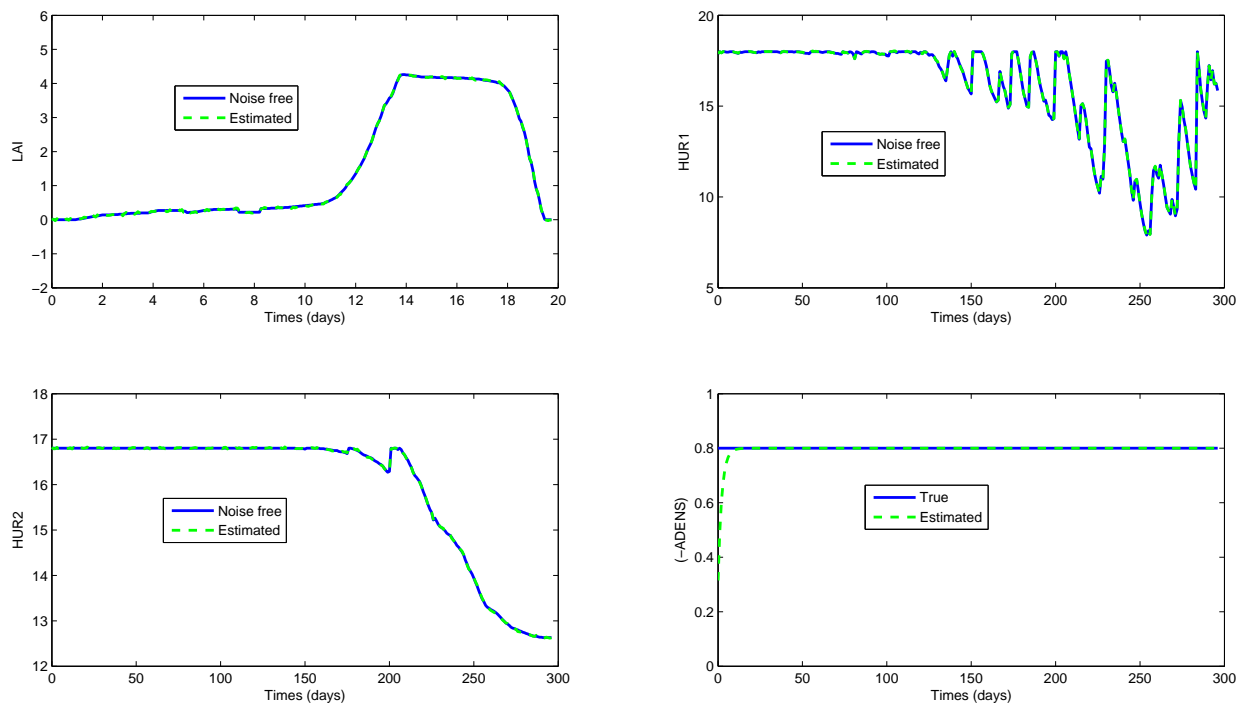 6
5
4
3
2
1
0
−1
−2
LAI
Noise free
Estimated
0 2 4 6 8 10 12 14 16 18 20
Times (days)
20
15
10
5
HUR1
Noise free
Estimated
0 50 100 150 200 250 300
Times (days)
18
17
16
15
14
13
12
HUR2
Noise free
Estimated
0 50 100 150 200 250 300
Times (days)
1
0.8
0.6
0.4
0.2
0
(−ADENS)
True
Estimated
0 50 100 150 200 250 300
Times (days)